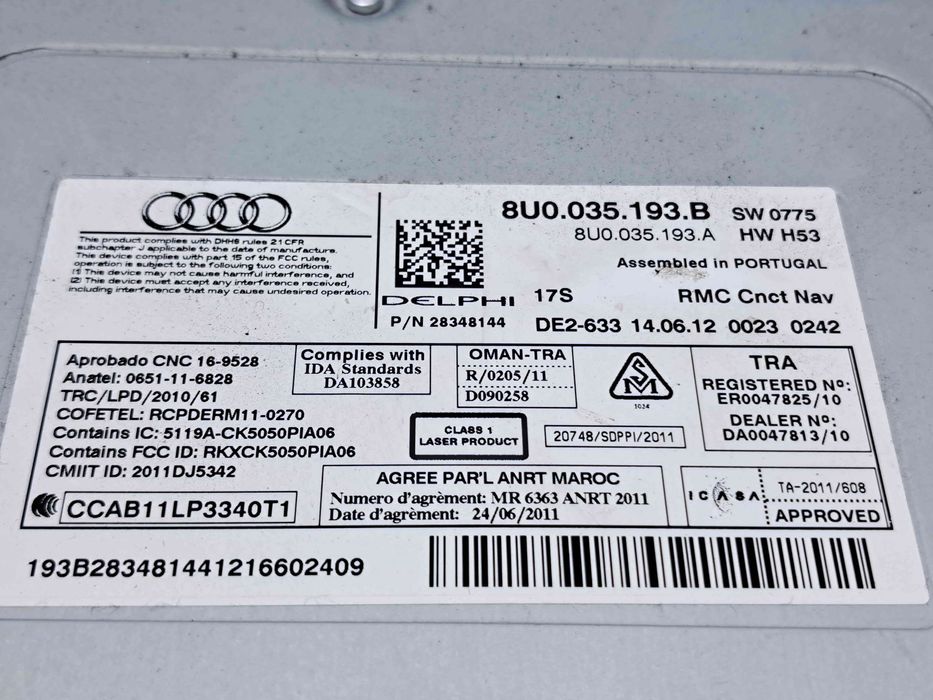 This product complies with DHHS rules 21CFR
subchapter J applicable to the date of manufacture.
This device complies with part 15 of the FCC rules,
operation is subject to the following two conditions:
(1) This device may not cause harmful interference, and
(2) This device must accept any interference received,
including interference that may cause undesired operation.
DELPHI
P/N 28348144
8U0.035.193.B SW 0775
8U0.035.193.A HW H53
Assembled in PORTUGAL
17S RMC Cnct Nav
DE2-633 14.06.12 0023 0242
Aprobado CNC 16-9528
Anatel: 0651-11-6828
TRC/LPD/2010/61
COFETEL: RCPDERM11-0270
Contains IC: 5119A-CK5050PIA06
Contains FCC ID: RKXCK5050PIA06
CMIIT ID: 2011DJ5342
CCAB11LP3340T1
Complies with
IDA Standards
DA103858
OMAN-TRA
R/0205/11
D090258
CLASS 1
LASER PRODUCT
SM
1024
20748/SDPPI/2011
TRA
REGISTERED Nº:
ER0047825/10
DEALER Nº:
DA0047813/10
AGREE PAR'L ANRT MAROC
Numero d'agrèment: MR 6363 ANRT 2011
Date d'agrèment: 24/06/2011
ICASA
TA-2011/608
APPROVED
193B283481441216602409